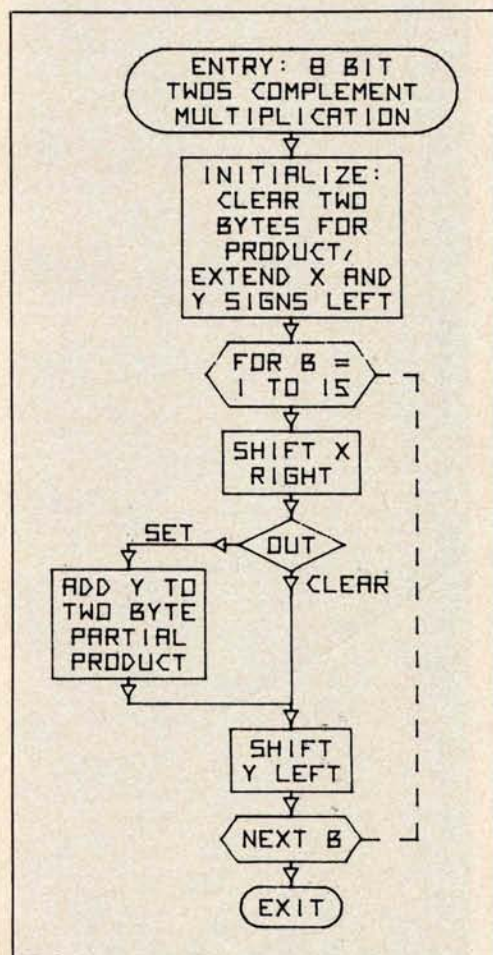 ENTRY: 8 BIT
TWOS COMPLEMENT
MULTIPLICATION
INITIALIZE:
CLEAR TWO
BYTES FOR
PRODUCT,
EXTEND X AND
Y SIGNS LEFT
FOR B =
1 TO 15
SHIFT X
RIGHT
OUT
SET
CLEAR
ADD Y TO
TWO BYTE
PARTIAL
PRODUCT
SHIFT
Y LEFT
NEXT B
EXIT